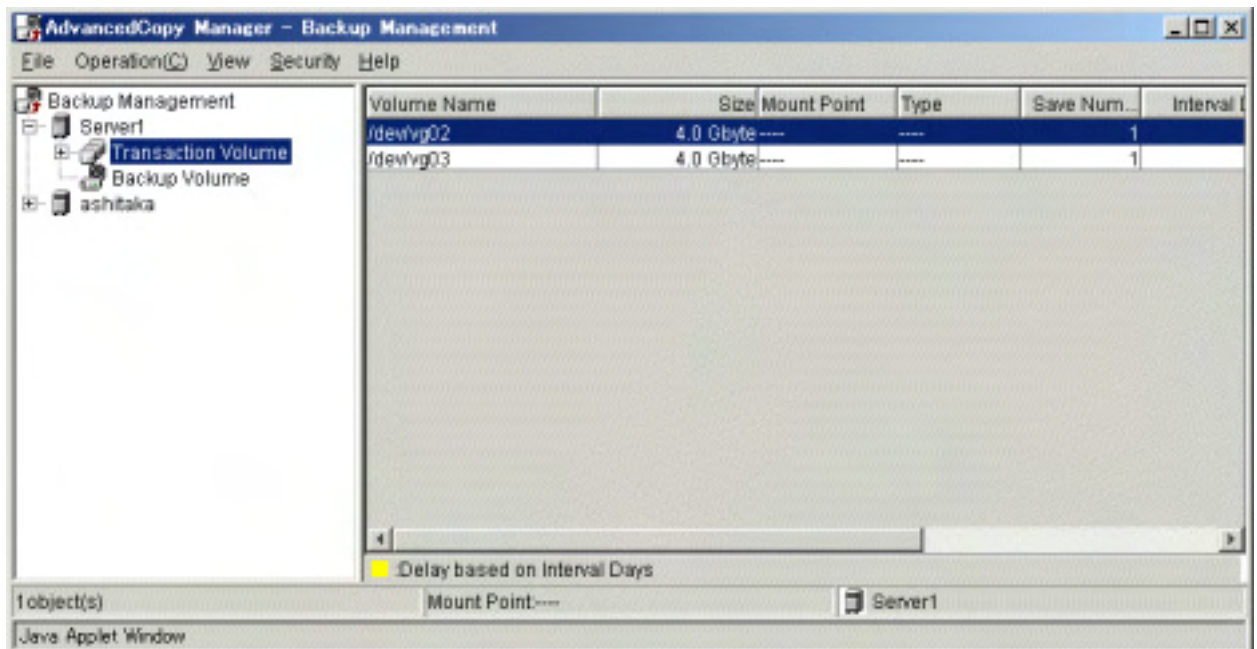 AdvancedCopy Manager - Backup Management
File Operation(C) View Security Help
Backup Management
Server1
Transaction Volume
Backup Volume
ashitaka
Volume Name Size Mount Point Type Save Num... Interval D
/dev/vg02 4.0 Gbyte ---- ---- 1
/dev/vg03 4.0 Gbyte ---- ---- 1
:Delay based on Interval Days
1 object(s) Mount Point:---- Server1
Java Applet Window